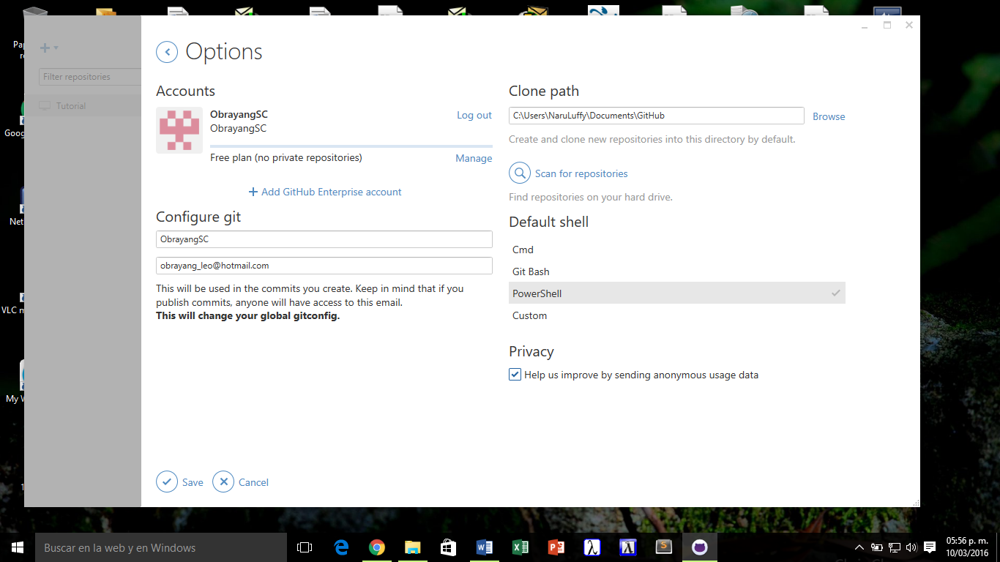 Options
Filter repositories
Tutorial
Accounts
ObrayangSC
Log out
ObrayangSC
Free plan (no private repositories)
Manage
Add GitHub Enterprise account
Configure git
ObrayangSC
obrayang_leo@hotmail.com
This will be used in the commits you create. Keep in mind that if you
publish commits, anyone will have access to this email.
This will change your global gitconfig.
Clone path
C:\Users\NaruLuffy\Documents\GitHub
Browse
Create and clone new repositories into this directory by default.
Scan for repositories
Find repositories on your hard drive.
Default shell
Cmd
Git Bash
PowerShell
Custom
Privacy
Help us improve by sending anonymous usage data
Save
Cancel
Pap
Goog
Net
VLC m
My W
Buscar en la web y en Windows
05:56 p. m.
10/03/2016